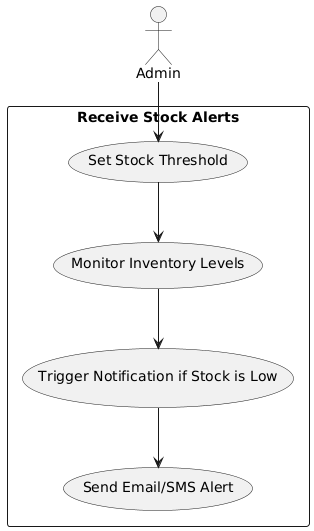 Admin
Receive Stock Alerts
Set Stock Threshold
Monitor Inventory Levels
Trigger Notification if Stock is Low
Send Email/SMS Alert